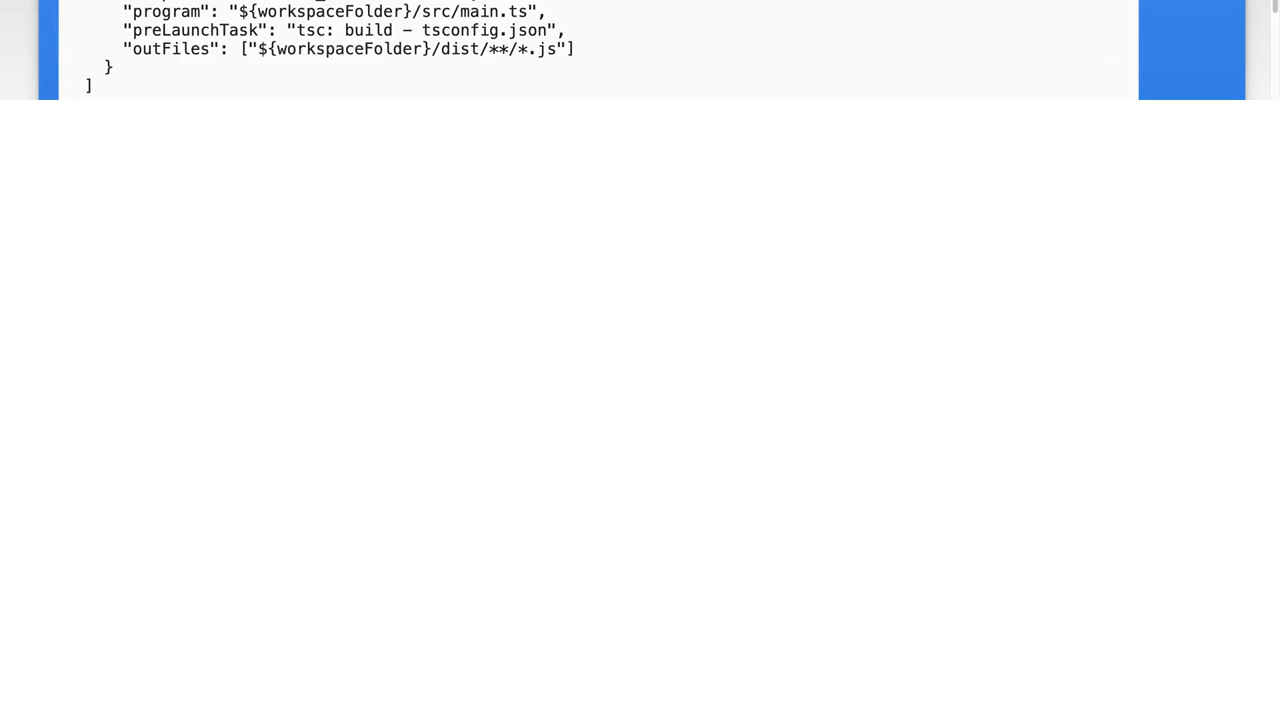 "program": "${workspaceFolder}/src/main.ts",
"preLaunchTask": "tsc: build - tsconfig.json",
"outFiles": ["${workspaceFolder}/dist/**/*.js"]
}
]